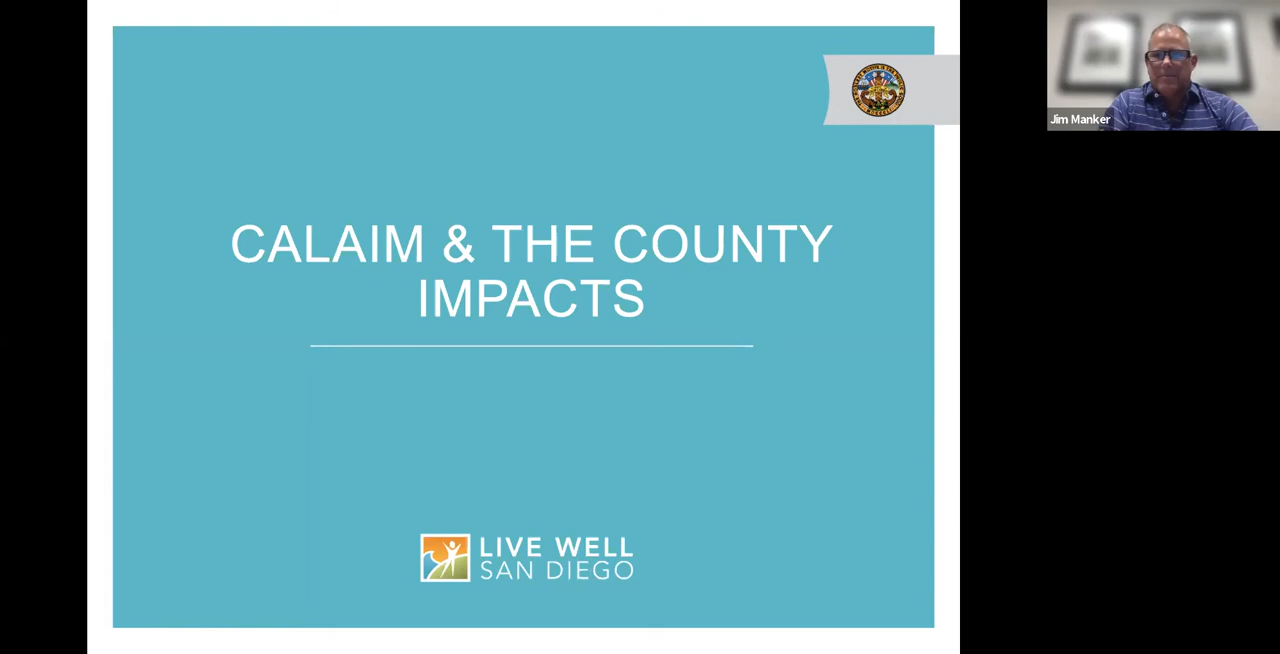 CALAIM & THE COUNTY
IMPACTS
LIVE WELL
SAN DIEGO
Jim Manker